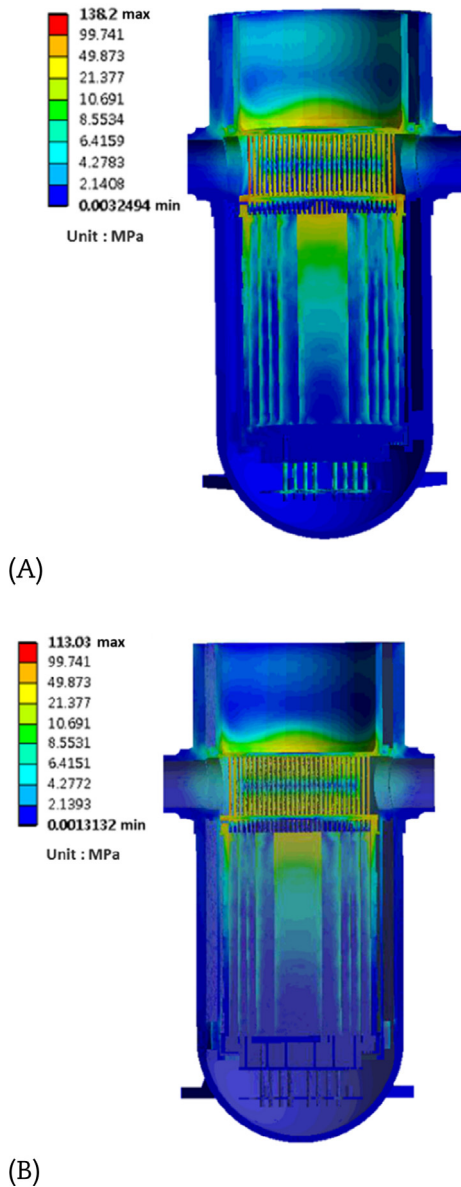 138.2 max
99.741
49.873
21.377
10.691
8.5534
6.4159
4.2783
2.1408
0.0032494 min
Unit : MPa
(A)
113.03 max
99.741
49.873
21.377
10.691
8.5531
6.4151
4.2772
2.1393
0.0013132 min
Unit : MPa
(B)